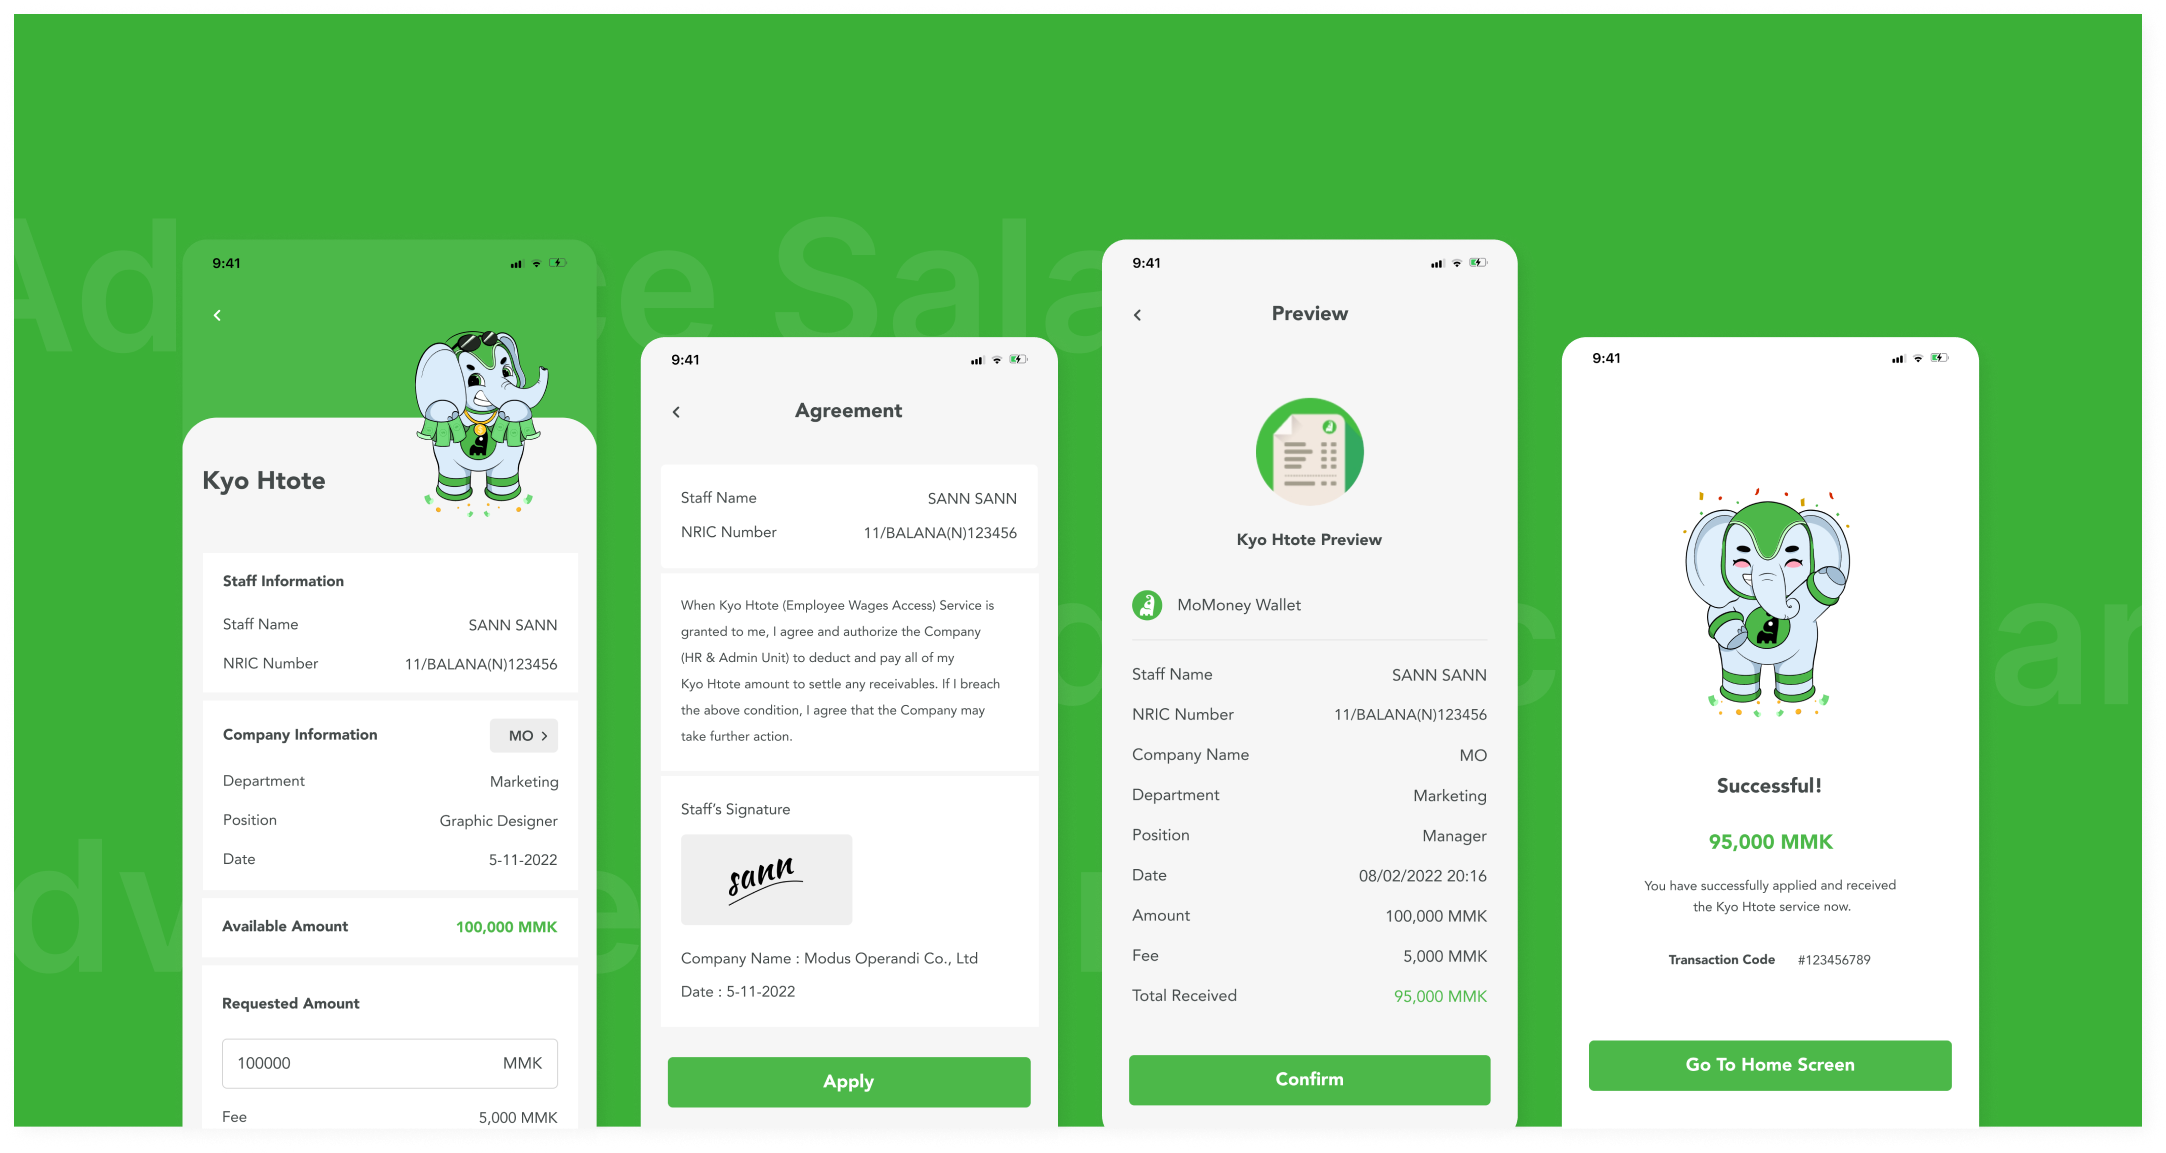 Advance Salary
9:41
Kyo Htote
Staff Information
Staff Name SANN SANN
NRIC Number 11/BALANA(N)123456
Company Information MO >
Department Marketing
Position Graphic Designer
Date 5-11-2022
Available Amount 100,000 MMK
Requested Amount
100000 MMK
Fee 5,000 MMK
9:41
Agreement
Staff Name SANN SANN
NRIC Number 11/BALANA(N)123456
When Kyo Htote (Employee Wages Access) Service is
granted to me, I agree and authorize the Company
(HR & Admin Unit) to deduct and pay all of my
Kyo Htote amount to settle any receivables. If I breach
the above condition, I agree that the Company may
take further action.
Staff's Signature
sann
Company Name : Modus Operandi Co., Ltd
Date : 5-11-2022
Apply
9:41
Preview
Kyo Htote Preview
MoMoney Wallet
Staff Name SANN SANN
NRIC Number 11/BALANA(N)123456
Company Name MO
Department Marketing
Position Manager
Date 08/02/2022 20:16
Amount 100,000 MMK
Fee 5,000 MMK
Total Received 95,000 MMK
Confirm
9:41
Successful!
95,000 MMK
You have successfully applied and received
the Kyo Htote service now.
Transaction Code #123456789
Go To Home Screen